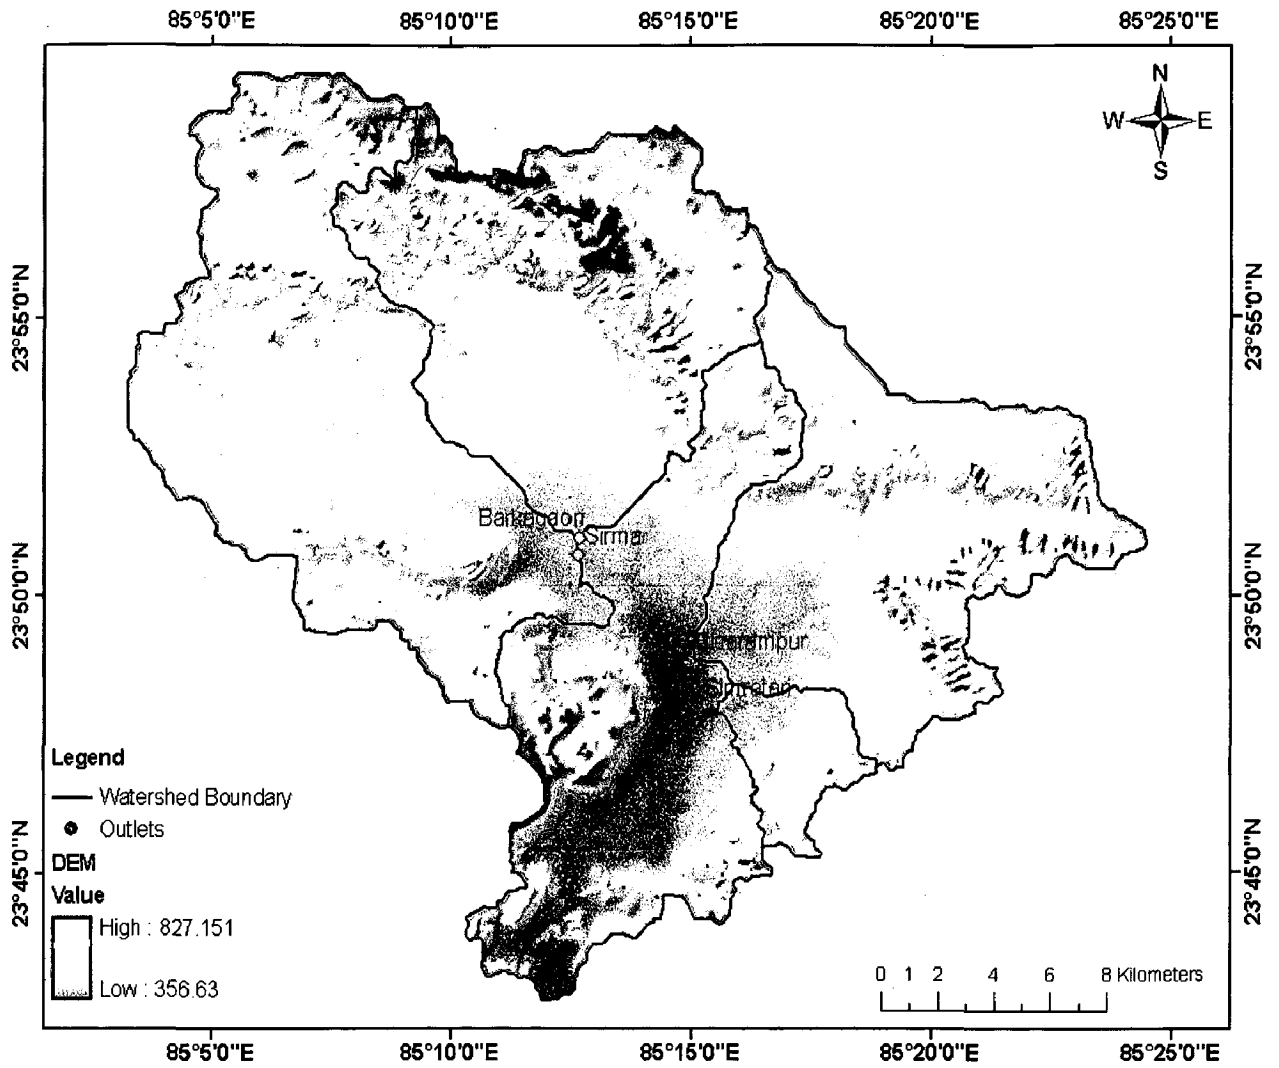 85°5'0"E 85°10'0"E 85°15'0"E 85°20'0"E 85°25'0"E
N
W E
S
23°55'0"N 23°55'0"N
Barkagaon
Sirma
23°50'0"N 23°50'0"N
Legend
Watershed Boundary
Outlets
DEM
Value
High : 827.151
Low : 356.63
23°45'0"N 23°45'0"N
0 1 2 4 6 8 Kilometers
85°5'0"E 85°10'0"E 85°15'0"E 85°20'0"E 85°25'0"E